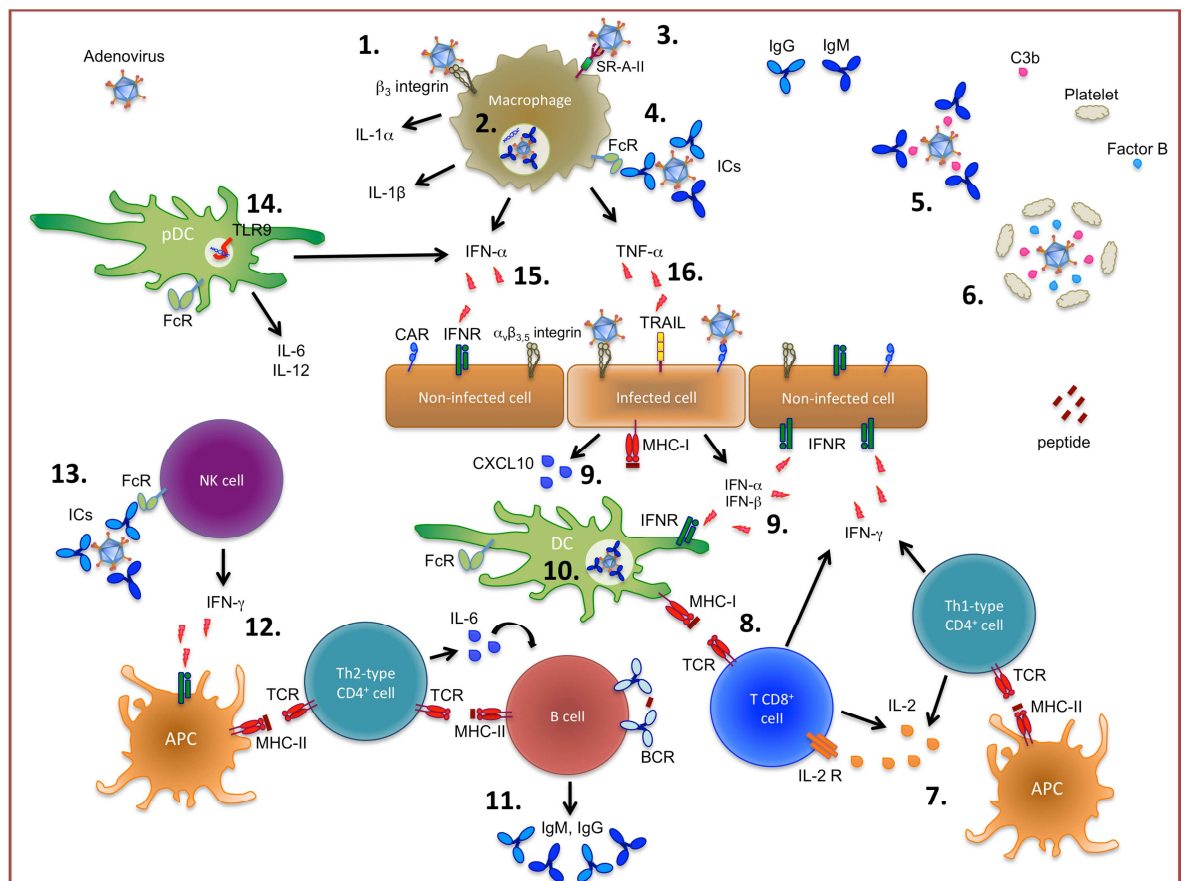 Adenovirus
1.
β3 integrin
3.
SR-A-II
Macrophage
2.
IL-1α
IL-1β
4.
FcR
ICs
IgG
IgM
C3b
Platelet
Factor B
5.
6.
14.
TLR9
pDC
FcR
IL-6
IL-12
IFN-α
15.
TNF-α
16.
CAR
IFNR
αvβ3,5 integrin
TRAIL
Non-infected cell
Infected cell
Non-infected cell
MHC-I
IFNR
peptide
CXCL10
9.
IFN-α
IFN-β
9.
IFN-γ
13.
FcR
NK cell
ICs
IFN-γ
12.
FcR
DC
IFNR
10.
MHC-I
8.
TCR
T CD8+
cell
IL-2 R
IL-2
7.
Th1-type
CD4+ cell
TCR
MHC-II
APC
APC
MHC-II
TCR
Th2-type
CD4+ cell
TCR
MHC-II
IL-6
B cell
BCR
11.
IgM, IgG